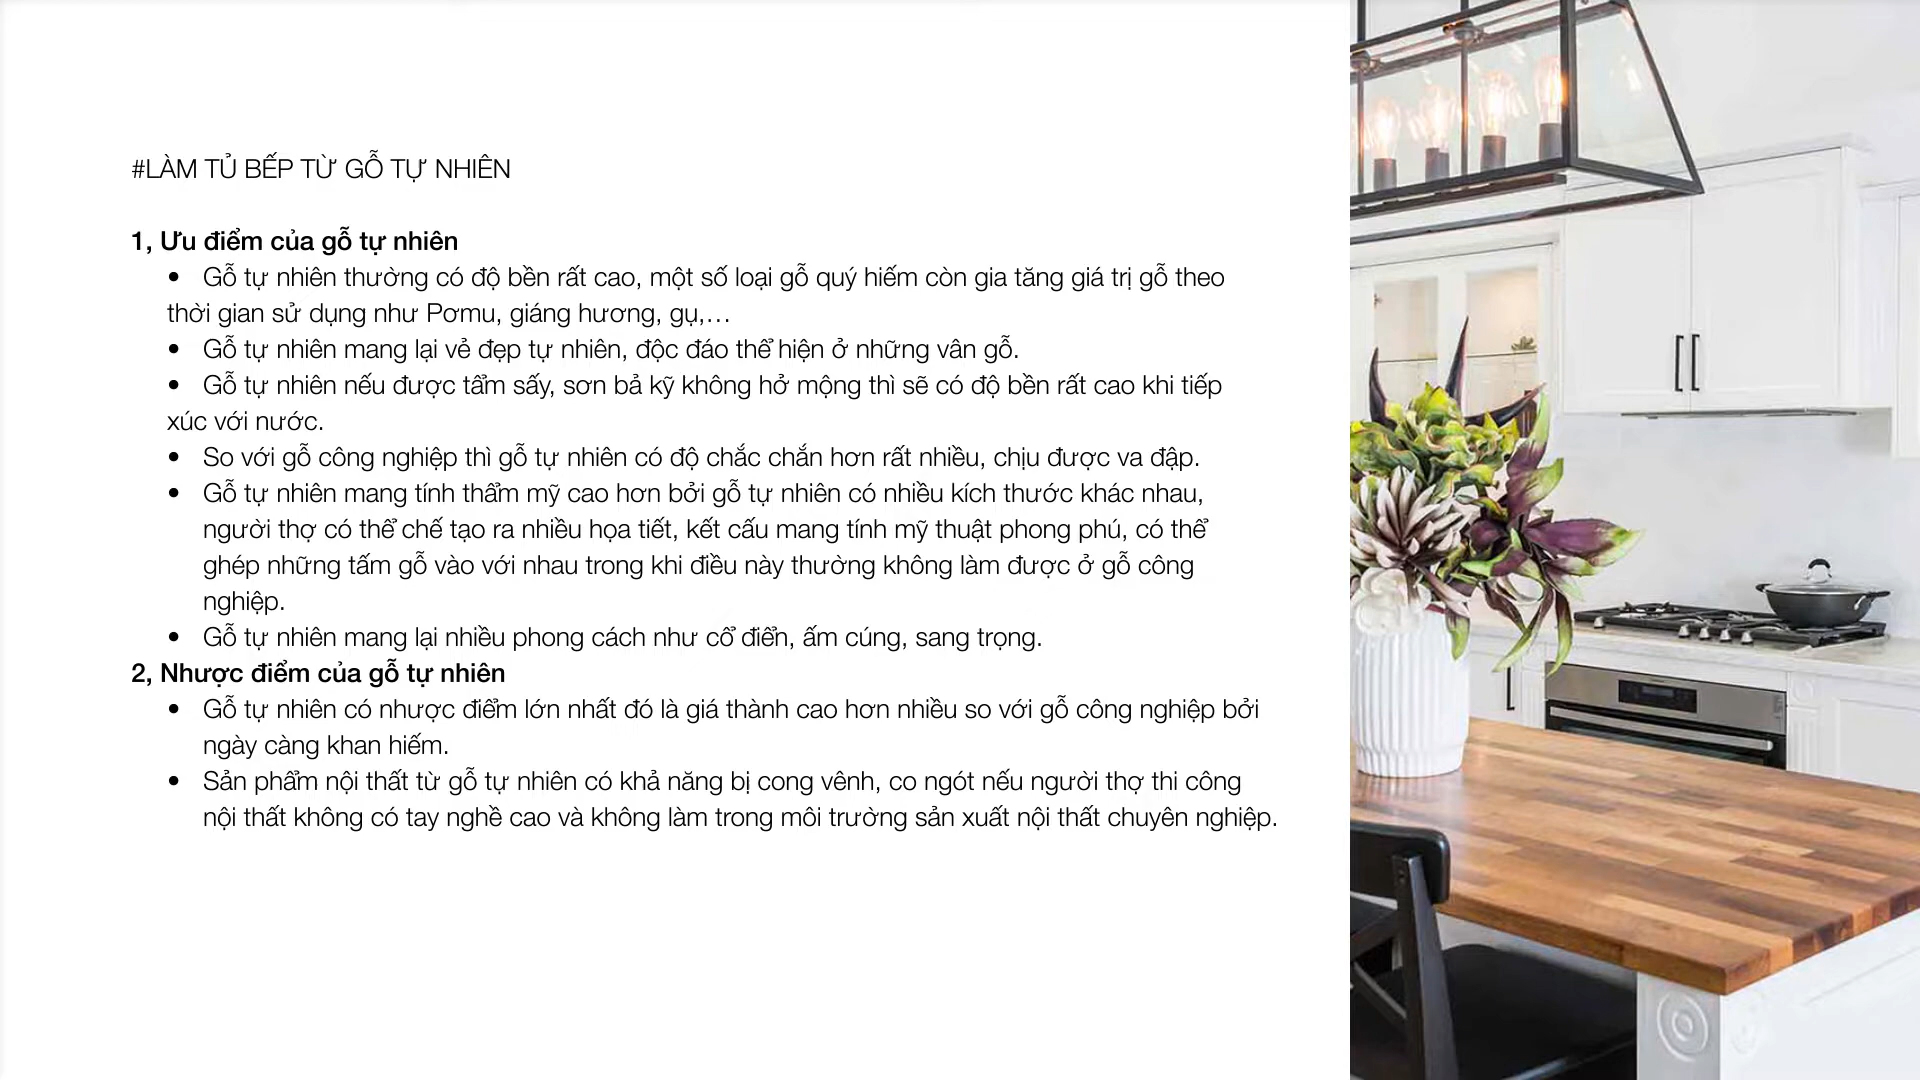 #LÀM TỦ BẾP TỪ GỖ TỰ NHIÊN
1, Ưu điểm của gỗ tự nhiên
• Gỗ tự nhiên thường có độ bền rất cao, một số loại gỗ quý hiếm còn gia tăng giá trị gỗ theo
thời gian sử dụng như Pơmu, giáng hương, gụ,…
• Gỗ tự nhiên mang lại vẻ đẹp tự nhiên, độc đáo thể hiện ở những vân gỗ.
• Gỗ tự nhiên nếu được tẩm sấy, sơn bả kỹ không hở mộng thì sẽ có độ bền rất cao khi tiếp
xúc với nước.
• So với gỗ công nghiệp thì gỗ tự nhiên có độ chắc chắn hơn rất nhiều, chịu được va đập.
• Gỗ tự nhiên mang tính thẩm mỹ cao hơn bởi gỗ tự nhiên có nhiều kích thước khác nhau,
người thợ có thể chế tạo ra nhiều họa tiết, kết cấu mang tính mỹ thuật phong phú, có thể
ghép những tấm gỗ vào với nhau trong khi điều này thường không làm được ở gỗ công
nghiệp.
• Gỗ tự nhiên mang lại nhiều phong cách như cổ điển, ấm cúng, sang trọng.
2, Nhược điểm của gỗ tự nhiên
• Gỗ tự nhiên có nhược điểm lớn nhất đó là giá thành cao hơn nhiều so với gỗ công nghiệp bởi
ngày càng khan hiếm.
• Sản phẩm nội thất từ gỗ tự nhiên có khả năng bị cong vênh, co ngót nếu người thợ thi công
nội thất không có tay nghề cao và không làm trong môi trường sản xuất nội thất chuyên nghiệp.